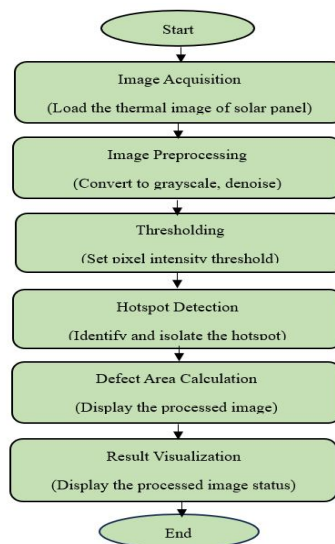 Start
Image Acquisition
(Load the thermal image of solar panel)
Image Preprocessing
(Convert to grayscale, denoise)
Thresholding
(Set pixel intensity threshold)
Hotspot Detection
(Identify and isolate the hotspot)
Defect Area Calculation
(Display the processed image)
Result Visualization
(Display the processed image status)
End